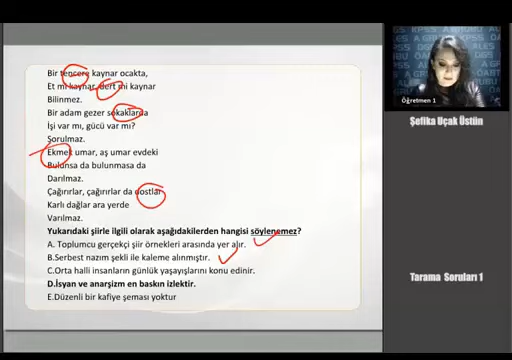 Bir tencere kaynar ocakta,
Et mi kaynar, dert mi kaynar
Bilinmez.
Bir adam gezer sokaklarda
İşi var mı, gücü var mı?
Sorulmaz.
Ekmek umar, aş umar evdeki
Bulunsa da bulunmasa da
Darılmaz.
Çağırırlar, çağırırlar da dostlar
Karlı dağlar ara yerde
Varılmaz.
Yukarıdaki şiirle ilgili olarak aşağıdakilerden hangisi söylenemez?
A. Toplumcu gerçekçi şiir örnekleri arasında yer alır.
B.Serbest nazım şekli ile kaleme alınmıştır.
C.Orta halli insanların günlük yaşayışlarını konu edinir.
D.İsyan ve anarşizm en baskın izlektir.
E.Düzenli bir kafiye şeması yoktur
Öğretmen 1
Şefika Uçak Üstün
Tarama Soruları 1